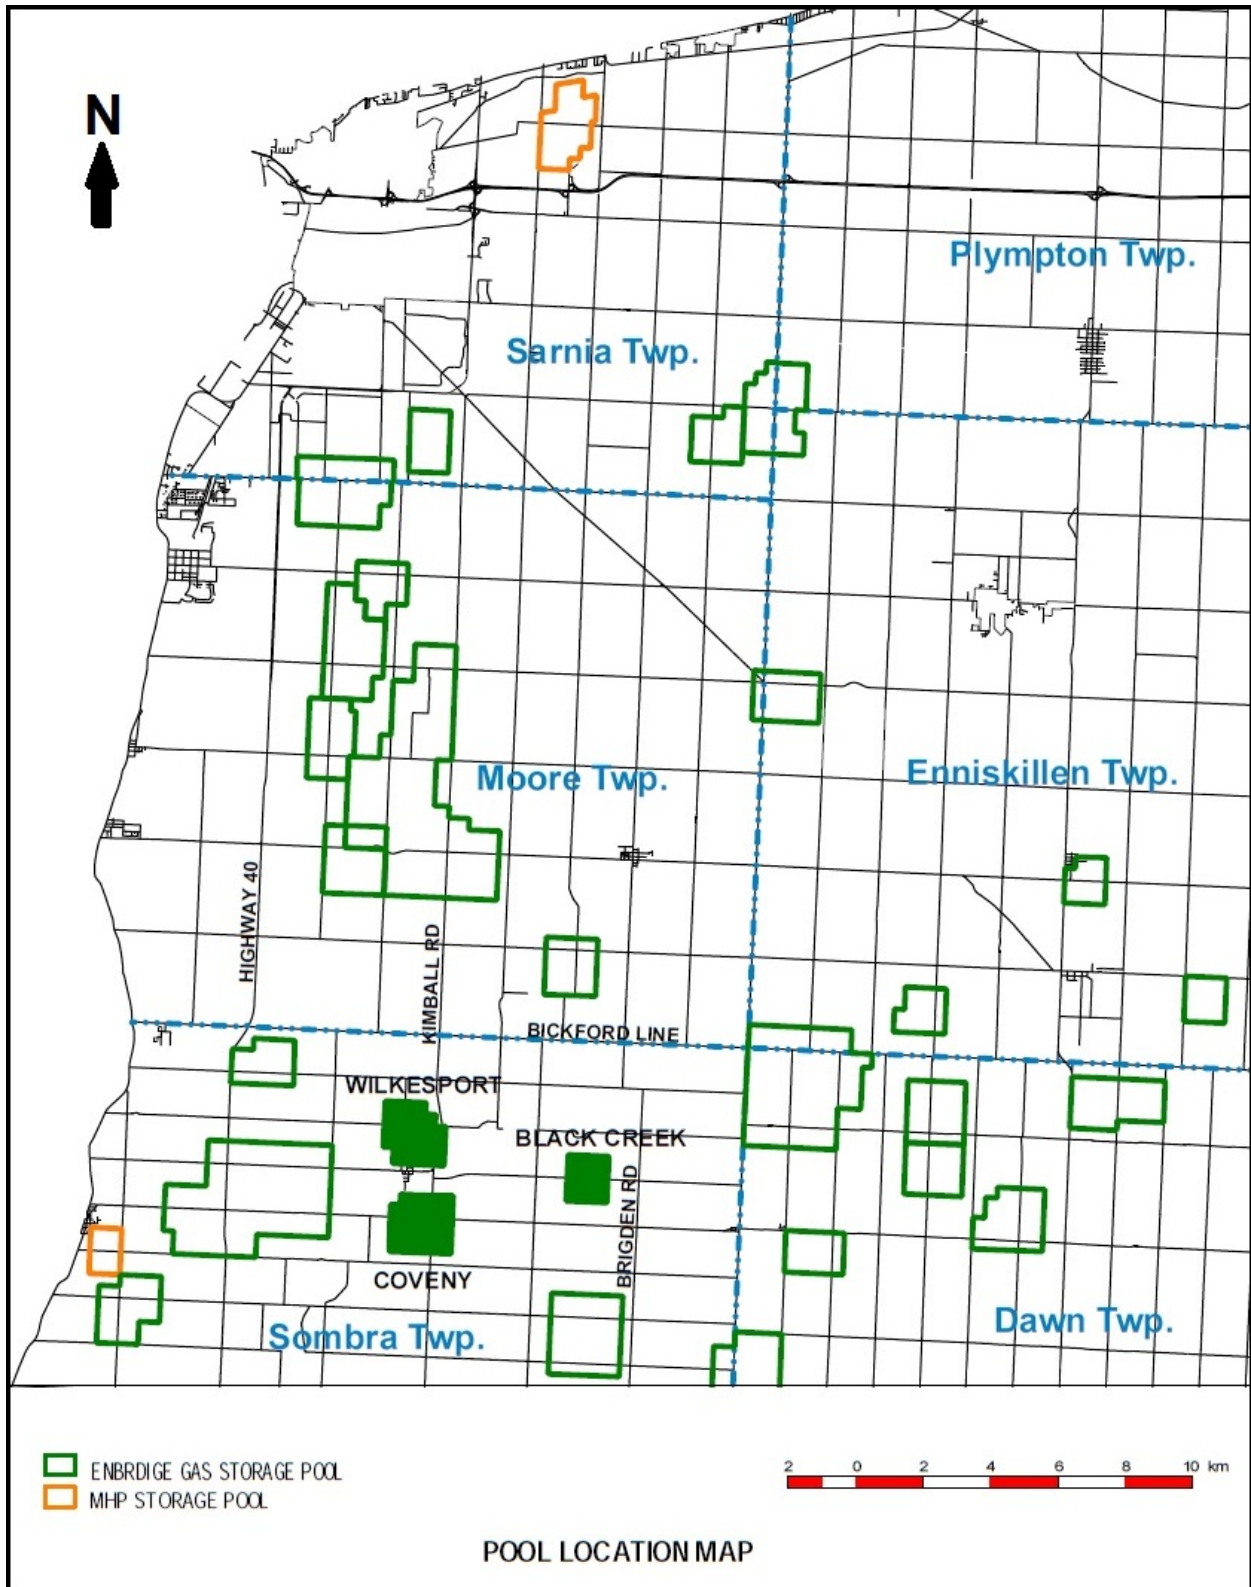 N
Plympton Twp.
Sarnia Twp.
Moore Twp.
Enniskillen Twp.
HIGHWAY 40
KIMBALL RD
BICKFORD LINE
WILKESPORT
BLACK CREEK
BRIGDEN RD
COVENY
Sombra Twp.
Dawn Twp.
ENBRDIGE GAS STORAGE POOL
MHP STORAGE POOL
2 0 2 4 6 8 10 km
POOL LOCATION MAP